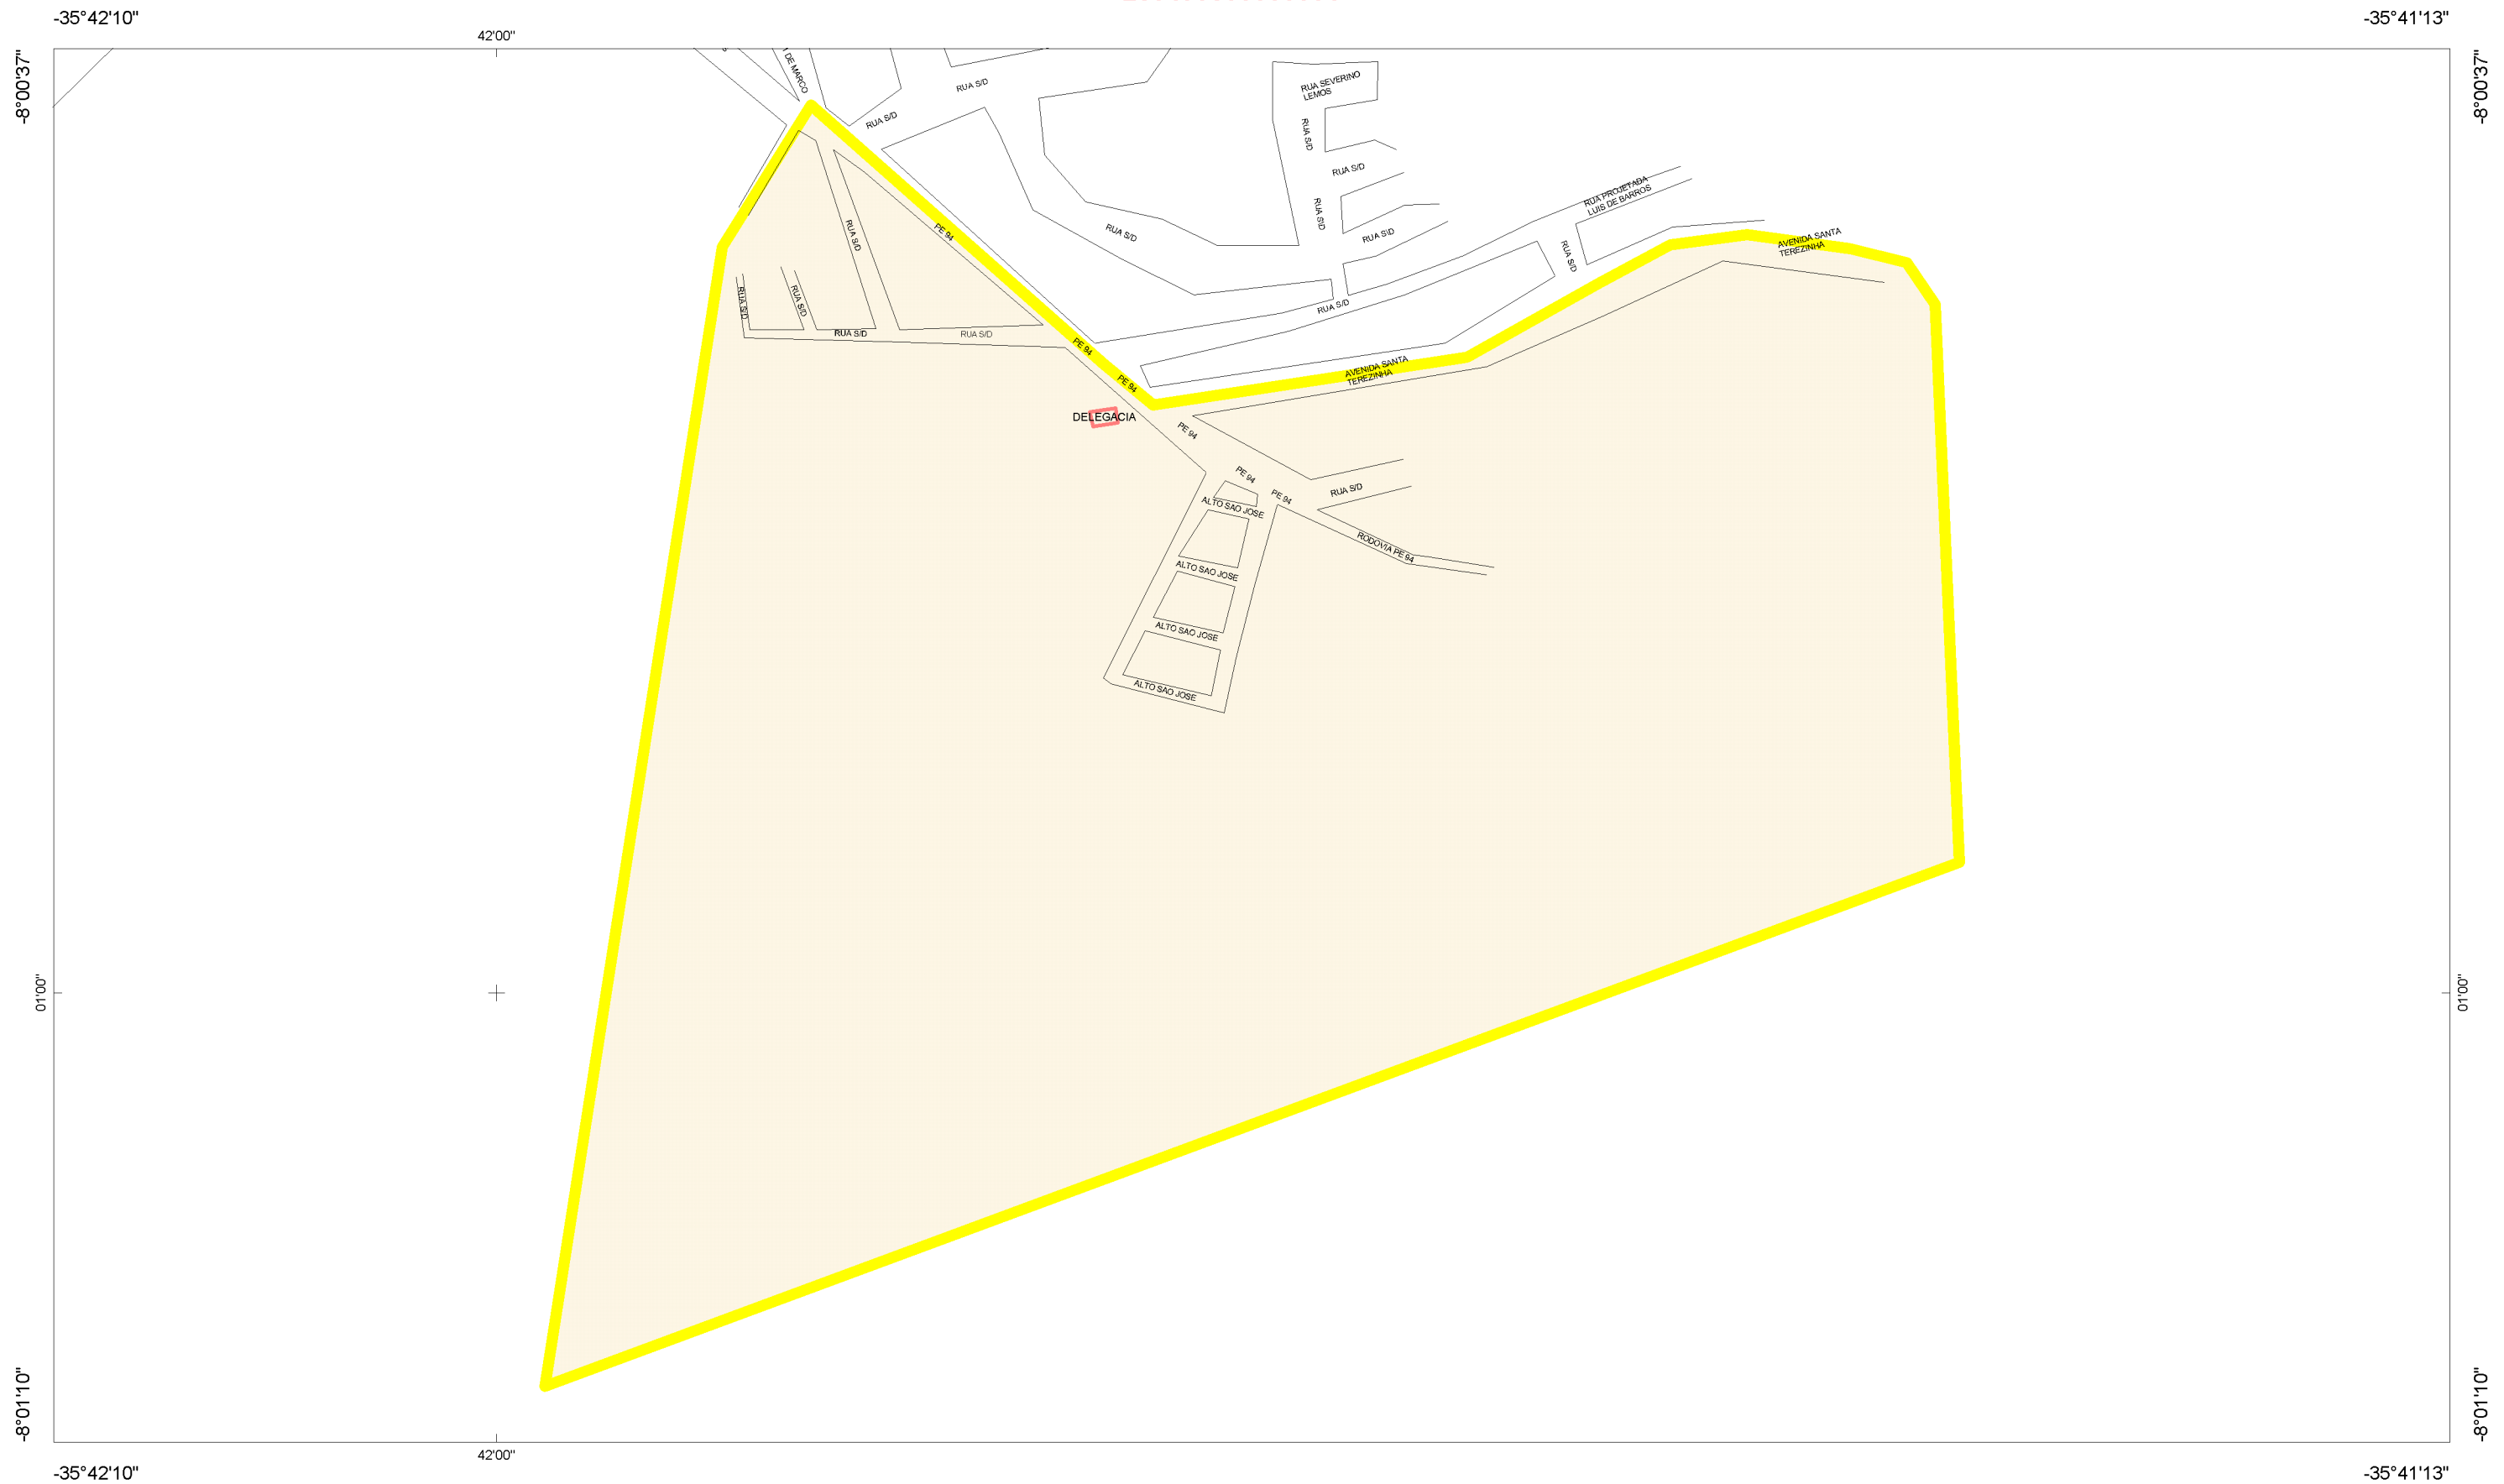 -35°42'10"
-35°41'13"
42'00"
-8°00'37"
-8°00'37"
DE MARCO
RUA S/D
RUA S/D
RUA SEVERINO
LEMOS
RUA S/D
RUA S/D
RUA S/D
RUA S\D
RUA PROJETADA
LUIS DE BARROS
RUA S/D
PE 94
RUA S/D
RUA S/D
AVENIDA SANTA
TEREZINHA
RUA S/D
RUA S/D
RUA S/D
RUA S/D
RUA S/D
RUA S/D
PE 94
AVENIDA SANTA
TEREZINHA
PE 94
DELEGACIA
PE 94
PE 94
PE 94
RUA S/D
ALTO SAO JOSE
RODOVIA PE 94
ALTO SAO JOSE
ALTO SAO JOSE
ALTO SAO JOSE
01'00"
01'00"
-8°01'10"
-8°01'10"
42'00"
-35°42'10"
-35°41'13"